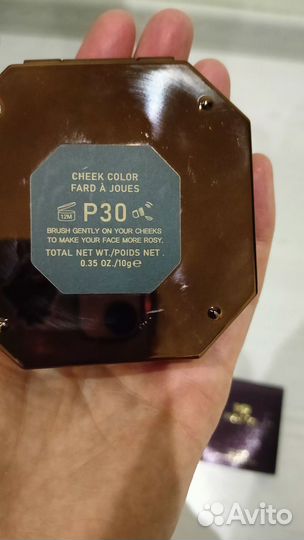 CHEEK COLOR
FARD À JOUES
12M P30
BRUSH GENTLY ON YOUR CHEEKS
TO MAKE YOUR FACE MORE ROSY.
TOTAL NET WT./POIDS NET .
0.35 OZ./10g ℮
Avito